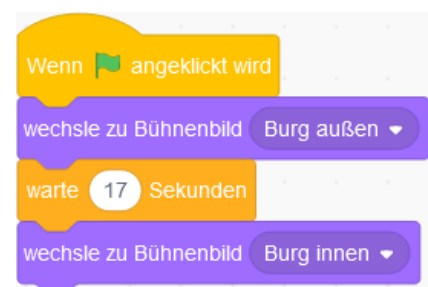 Wenn angeklickt wird
wechsle zu Bühnenbild Burg außen
warte 17 Sekunden
wechsle zu Bühnenbild Burg innen